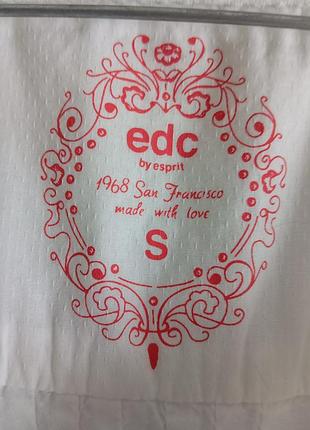 edc
by esprit
1968 San Francisco
made with love
S